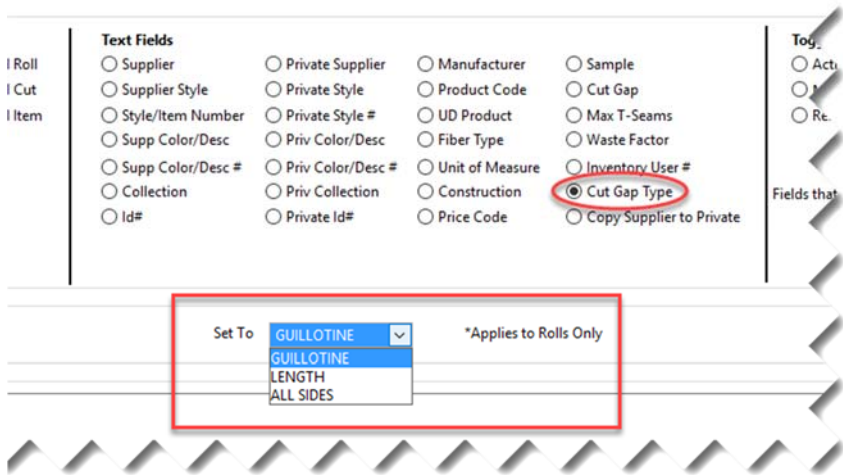 Text Fields
l Roll
l Cut
l Item
Supplier
Supplier Style
Style/Item Number
Supp Color/Desc
Supp Color/Desc #
Collection
Id#
Private Supplier
Private Style
Private Style #
Priv Color/Desc
Priv Color/Desc #
Priv Collection
Private Id#
Manufacturer
Product Code
UD Product
Fiber Type
Unit of Measure
Construction
Price Code
Sample
Cut Gap
Max T-Seams
Waste Factor
Inventory User #
Cut Gap Type
Copy Supplier to Private
Fields that
Set To
GUILLOTINE
*Applies to Rolls Only
GUILLOTINE
LENGTH
ALL SIDES